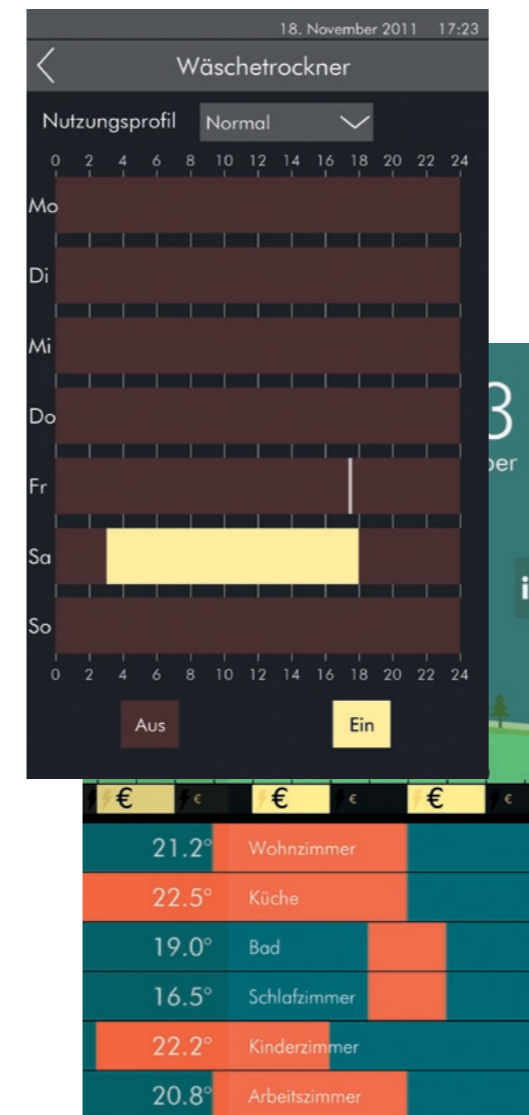 18. November 2011 17:23
Wäschetrockner
Nutzungsprofil Normal
0 2 4 6 8 10 12 14 16 18 20 22 24
Mo
Di
Mi
Do
Fr
Sa
So
0 2 4 6 8 10 12 14 16 18 20 22 24
Aus Ein
3
ber
i
€ € € € € €
21.2° Wohnzimmer
22.5° Küche
19.0° Bad
16.5° Schlafzimmer
22.2° Kinderzimmer
20.8° Arbeitszimmer